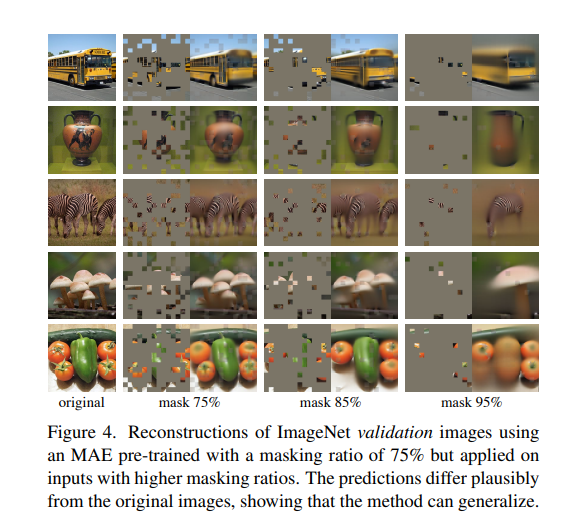 original
mask 75%
mask 85%
mask 95%
Figure 4. Reconstructions of ImageNet validation images using
an MAE pre-trained with a masking ratio of 75% but applied on
inputs with higher masking ratios. The predictions differ plausibly
from the original images, showing that the method can generalize.